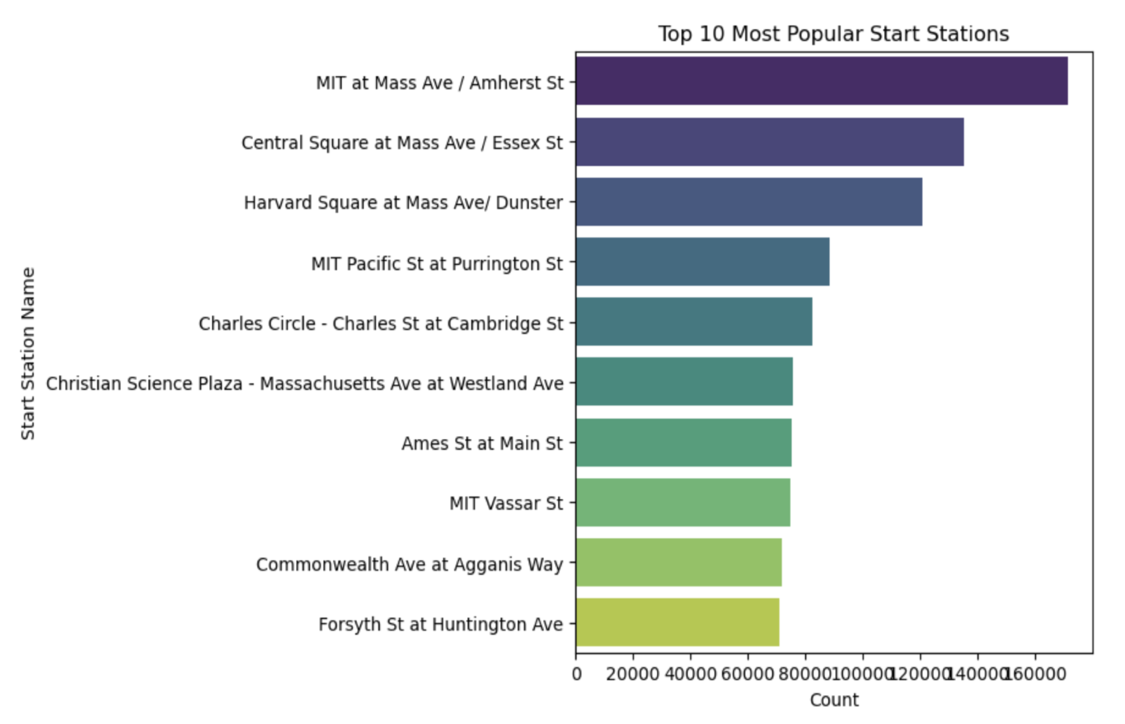 Top 10 Most Popular Start Stations
MIT at Mass Ave / Amherst St
Central Square at Mass Ave / Essex St
Harvard Square at Mass Ave/ Dunster
MIT Pacific St at Purrington St
Charles Circle - Charles St at Cambridge St
Christian Science Plaza - Massachusetts Ave at Westland Ave
Ames St at Main St
MIT Vassar St
Commonwealth Ave at Agganis Way
Forsyth St at Huntington Ave
Start Station Name
0 20000 40000 60000 80000 100000 120000 140000 160000
Count